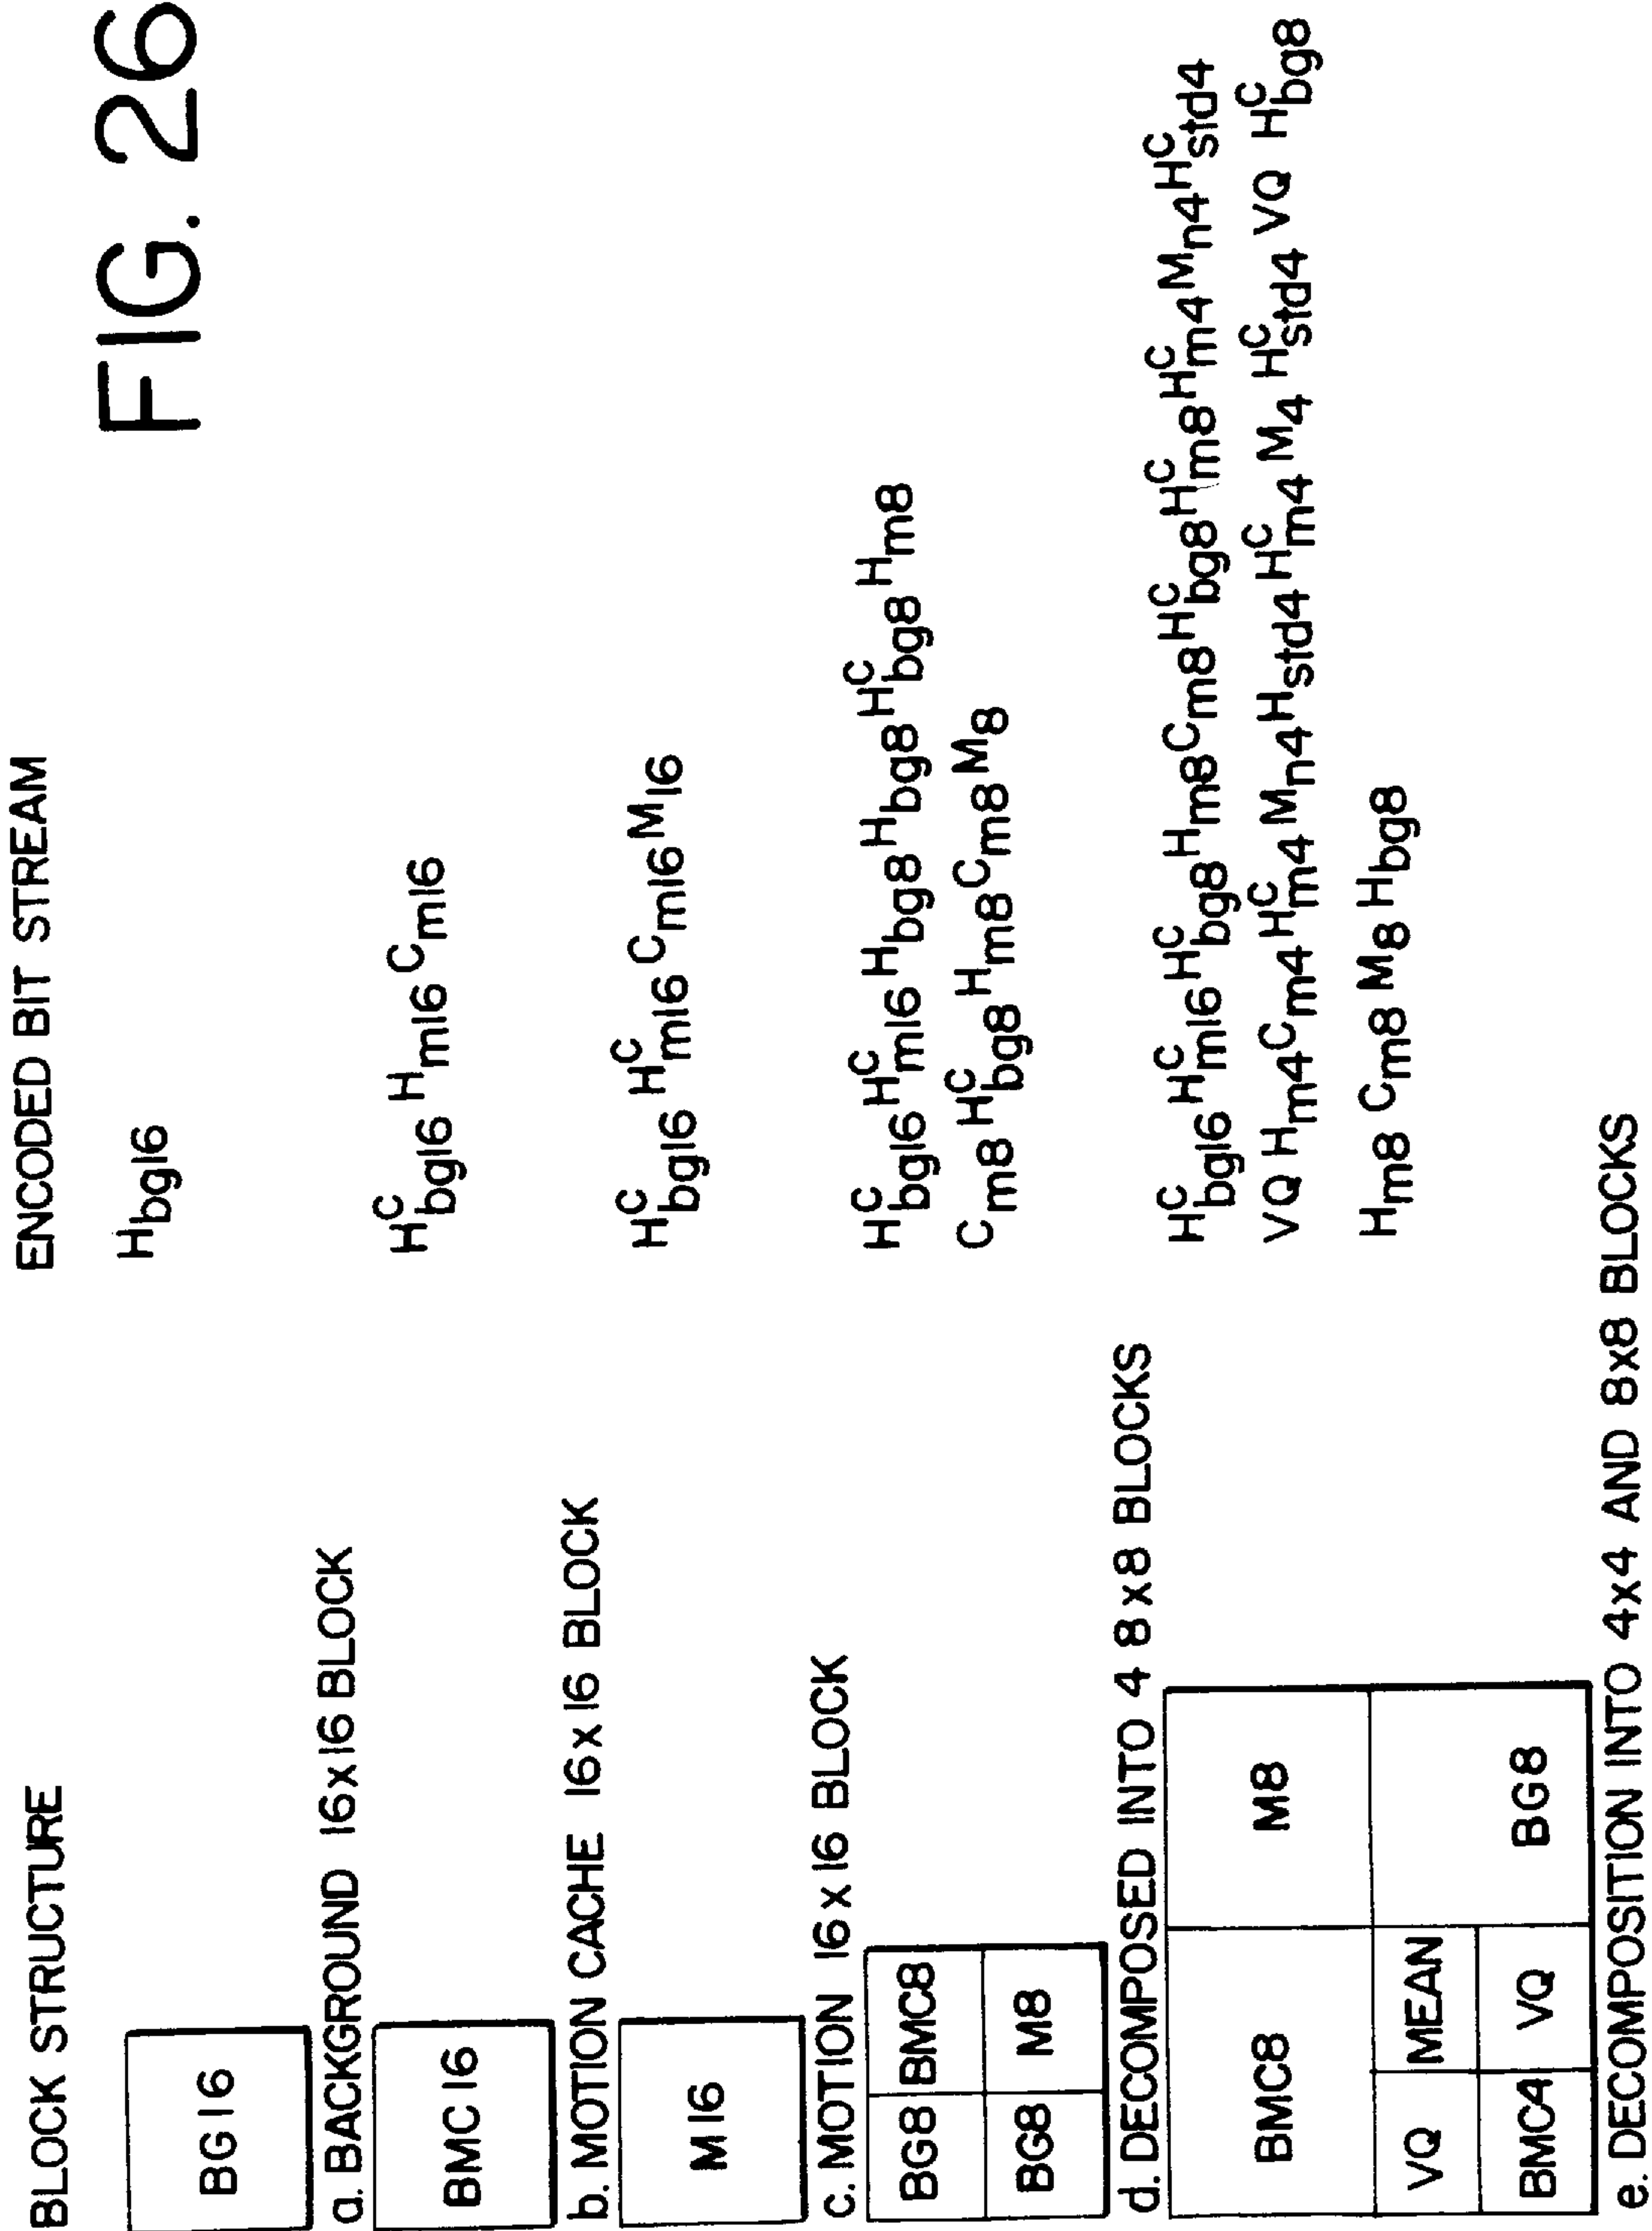 FIG. 26
BLOCK STRUCTURE
ENCODED BIT STREAM
BG16
H_bg16
a. BACKGROUND 16x16 BLOCK
BMC16
H^C_bg16 H_m16 C_m16
b. MOTION CACHE 16x16 BLOCK
M16
H^C_bg16 H^C_m16 C_m16 M_16
c. MOTION 16x16 BLOCK
BG8 BMC8
BG8 M8
H^C_bg16 H^C_m16 H_bg8 H_bg8 H^C_bg8 H_m8
C_m8 H^C_bg8 H_m8 C_m8 M_8
d. DECOMPOSED INTO 4 8x8 BLOCKS
BMC8
M8
VQ MEAN
BMC4 VQ
BG8
H^C_bg16 H^C_m16 H^C_bg8 H_m8 C_m8 H^C_bg8 H^C_m8 H^C_m4 M_n4 H^C_std4
VQ H_m4 C_m4 H^C_m4 M_n4 H_std4 H^C_m4 M_4 H^C_std4 VQ H^C_bg8
H_m8 C_m8 M_8 H_bg8
e. DECOMPOSITION INTO 4x4 AND 8x8 BLOCKS